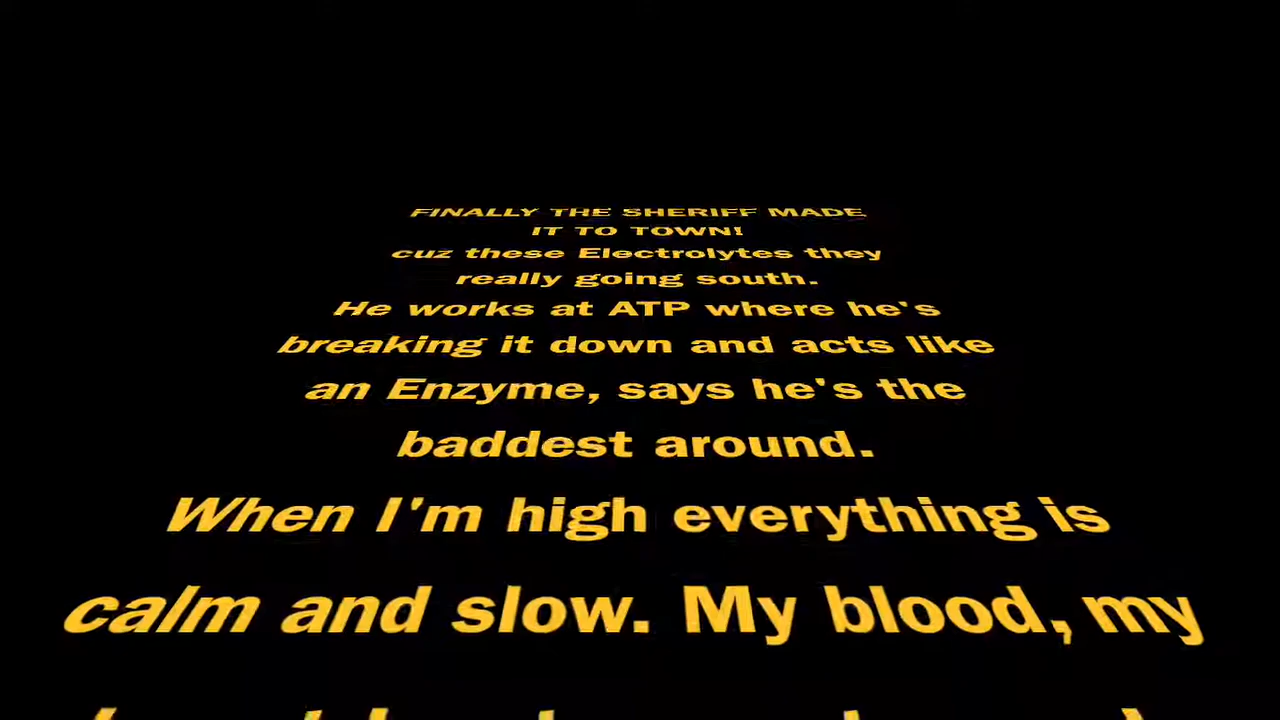 FINALLY THE SHERIFF MADE
IT TO TOWN!
cuz these Electrolytes they
really going south.
He works at ATP where he's
breaking it down and acts like
an Enzyme, says he's the
baddest around.
When I'm high everything is
calm and slow. My blood, my